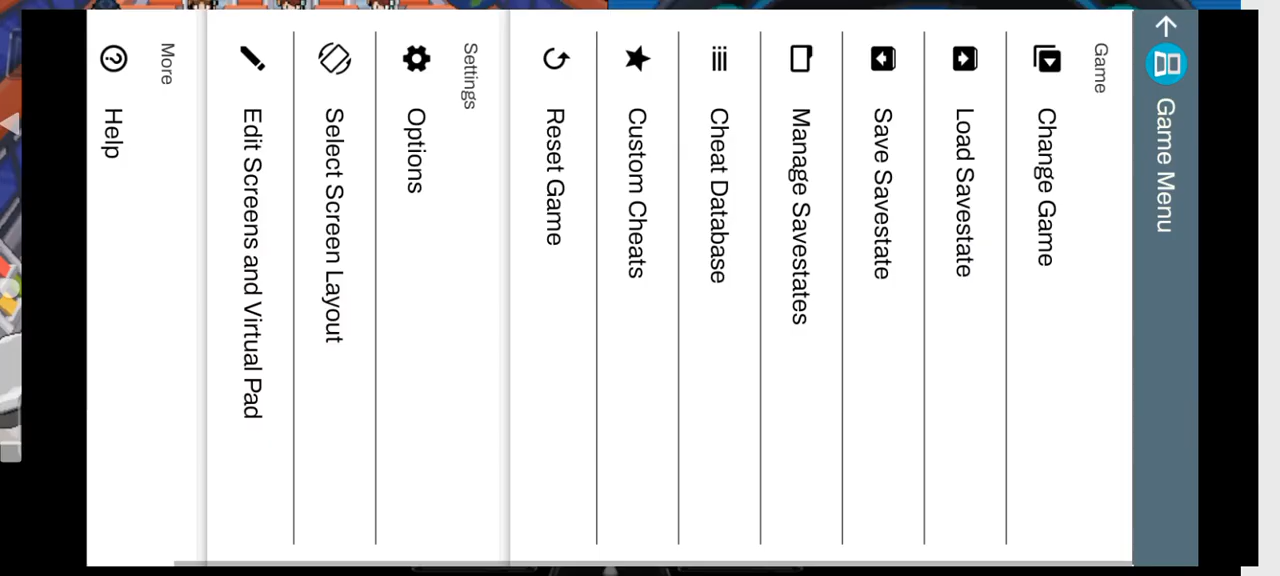 Game Menu
Game
Change Game
Load Savestate
Save Savestate
Manage Savestates
Cheat Database
Custom Cheats
Reset Game
Settings
Options
Select Screen Layout
Edit Screens and Virtual Pad
More
Help